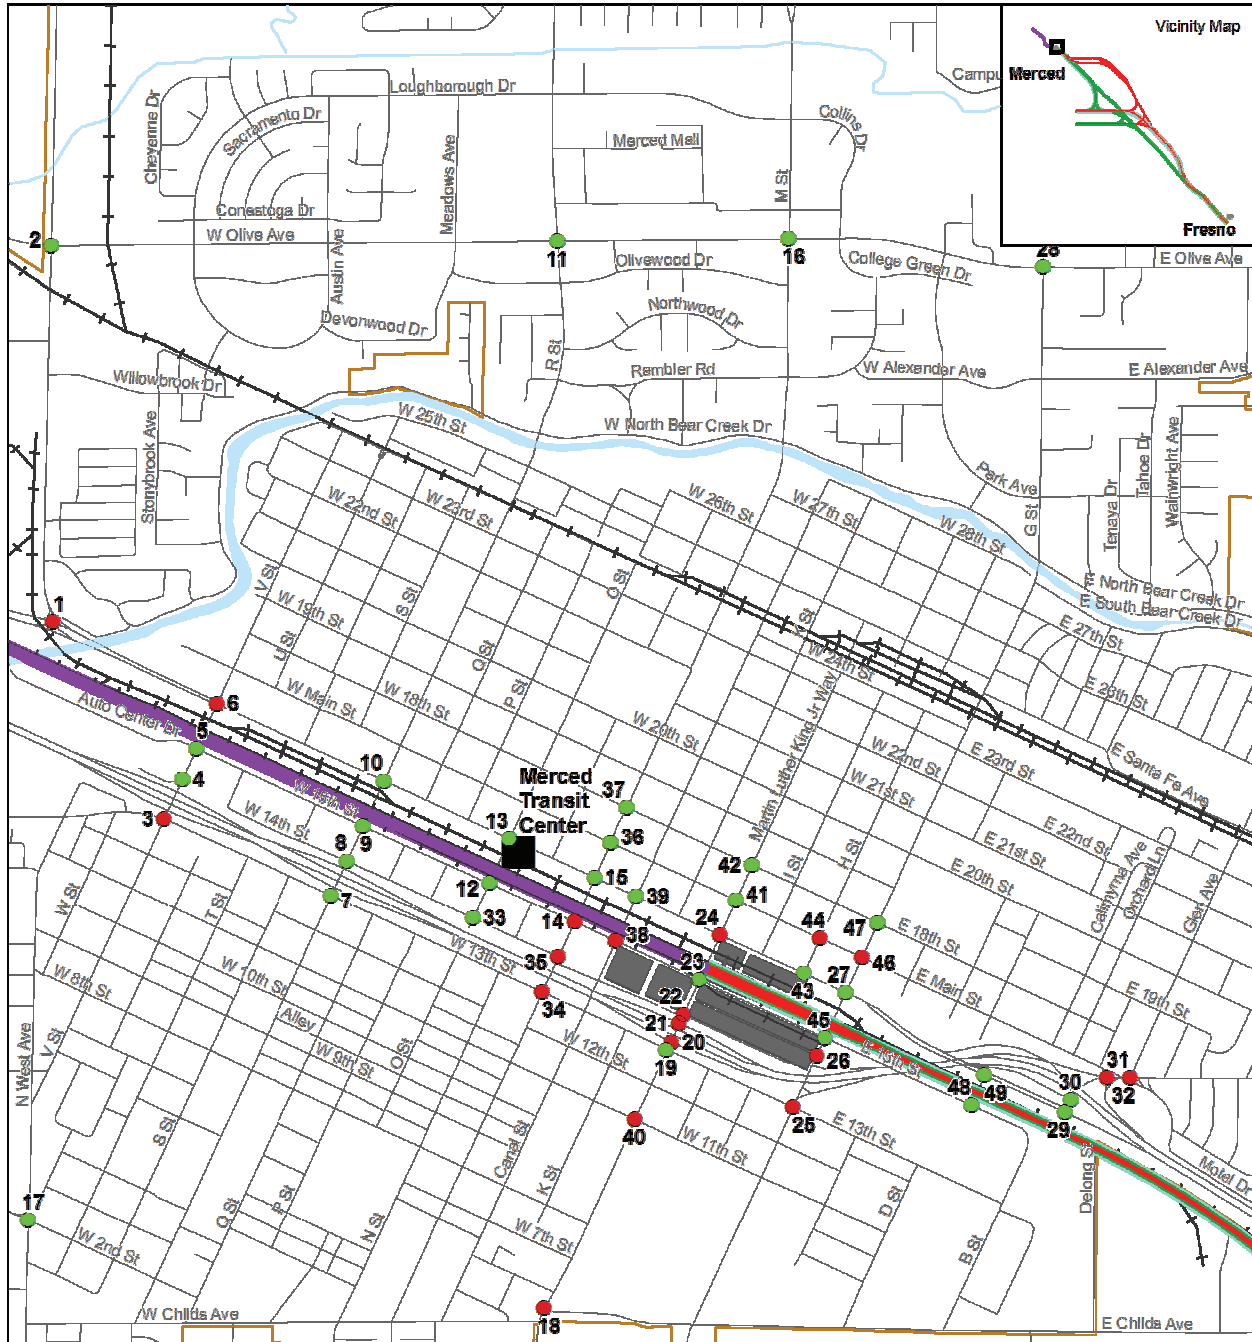 Vicinity Map
Merced
Fresno
Campu
Loughborough Dr
Cheyenne Dr
Sacramento Dr
Meadows Ave
Merced Mall
Collins Dr
M St
Conestoga Dr
W Olive Ave
Austin Ave
2
11
16
28
E Olive Ave
Olivewood Dr
College Green Dr
Devonwood Dr
Northwood Dr
R St
Rambler Rd
W Alexander Ave
E Alexander Ave
Willowbrook Dr
W 25th St
W North Bear Creek Dr
Stonybrook Ave
Park Ave
G St
Tenaya Dr
Tahoe Dr
Wainwright Ave
W 22nd St
W 23rd St
W 26th St
W 27th St
W 28th St
V St
S St
O St
E North Bear Creek Dr
E South Bear Creek Dr
W 19th St
U St
Q St
K St
E 27th St
1
W 24th St
E 26th St
W Main St
W 18th St
P St
6
Auto Center Dr
5
W 20th St
Martin Luther King Jr Way
W 22nd St
E 23rd St
E Santa Fe Ave
4
10
Merced
Transit
Center
37
W 21st St
W 16th St
3
W 14th St
8
9
13
36
H St
E 22nd St
E 21st St
42
I St
E 20th St
15
41
7
12
39
Orchard Ln
Glen Ave
W St
T St
33
14
38
24
44
47
E 18th St
W 13th St
35
46
W 8th St
W 10th St
23
43
27
E Main St
E 19th St
34
22
21
20
19
45
26
Alley
W 9th St
O St
W 12th St
E 15th St
N West Ave
V St
31
32
48
49
30
29
40
25
E 13th St
S St
Canal St
W 11th St
K St
Delong St
Motel Dr
17
Q St
P St
N St
D St
B St
W 2nd St
W 7th St
W Childs Ave
18
E Childs Ave